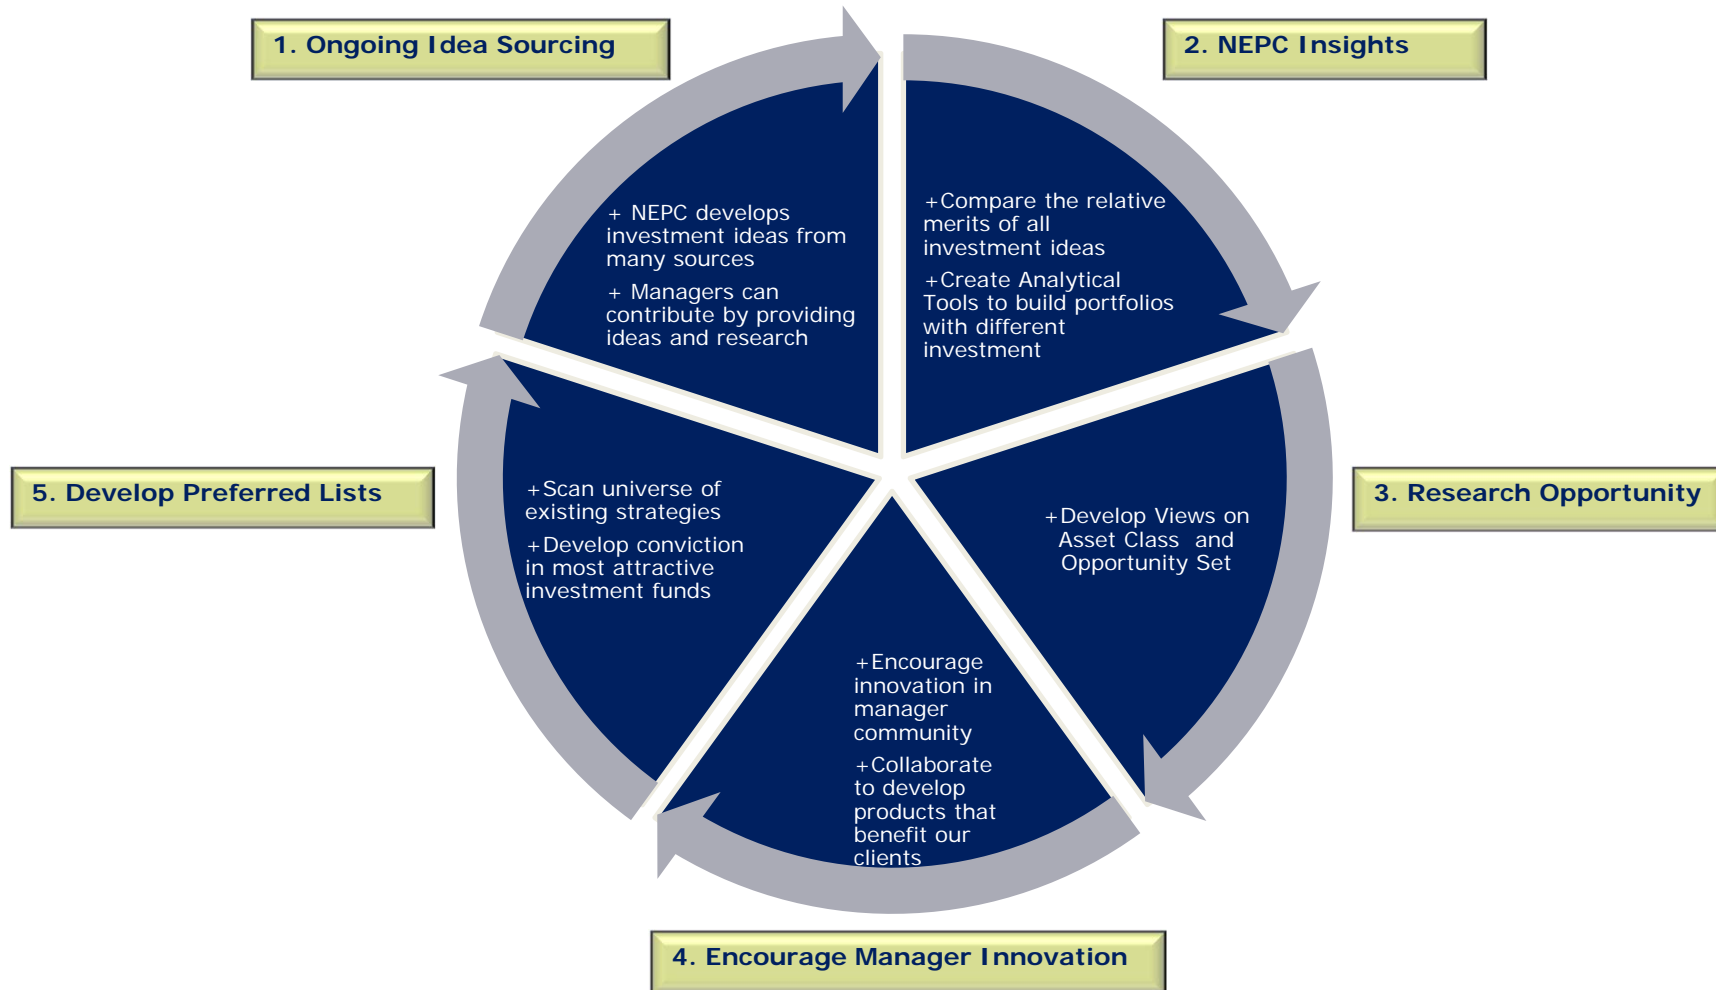 1. Ongoing Idea Sourcing
2. NEPC Insights
+ NEPC develops
investment ideas from
many sources
+ Managers can
contribute by providing
ideas and research
+Compare the relative
merits of all
investment ideas
+Create Analytical
Tools to build portfolios
with different
investment
5. Develop Preferred Lists
+Scan universe of
existing strategies
+Develop conviction
in most attractive
investment funds
3. Research Opportunity
+Develop Views on
Asset Class and
Opportunity Set
+Encourage
innovation in
manager
community
+Collaborate
to develop
products that
benefit our
clients
4. Encourage Manager Innovation